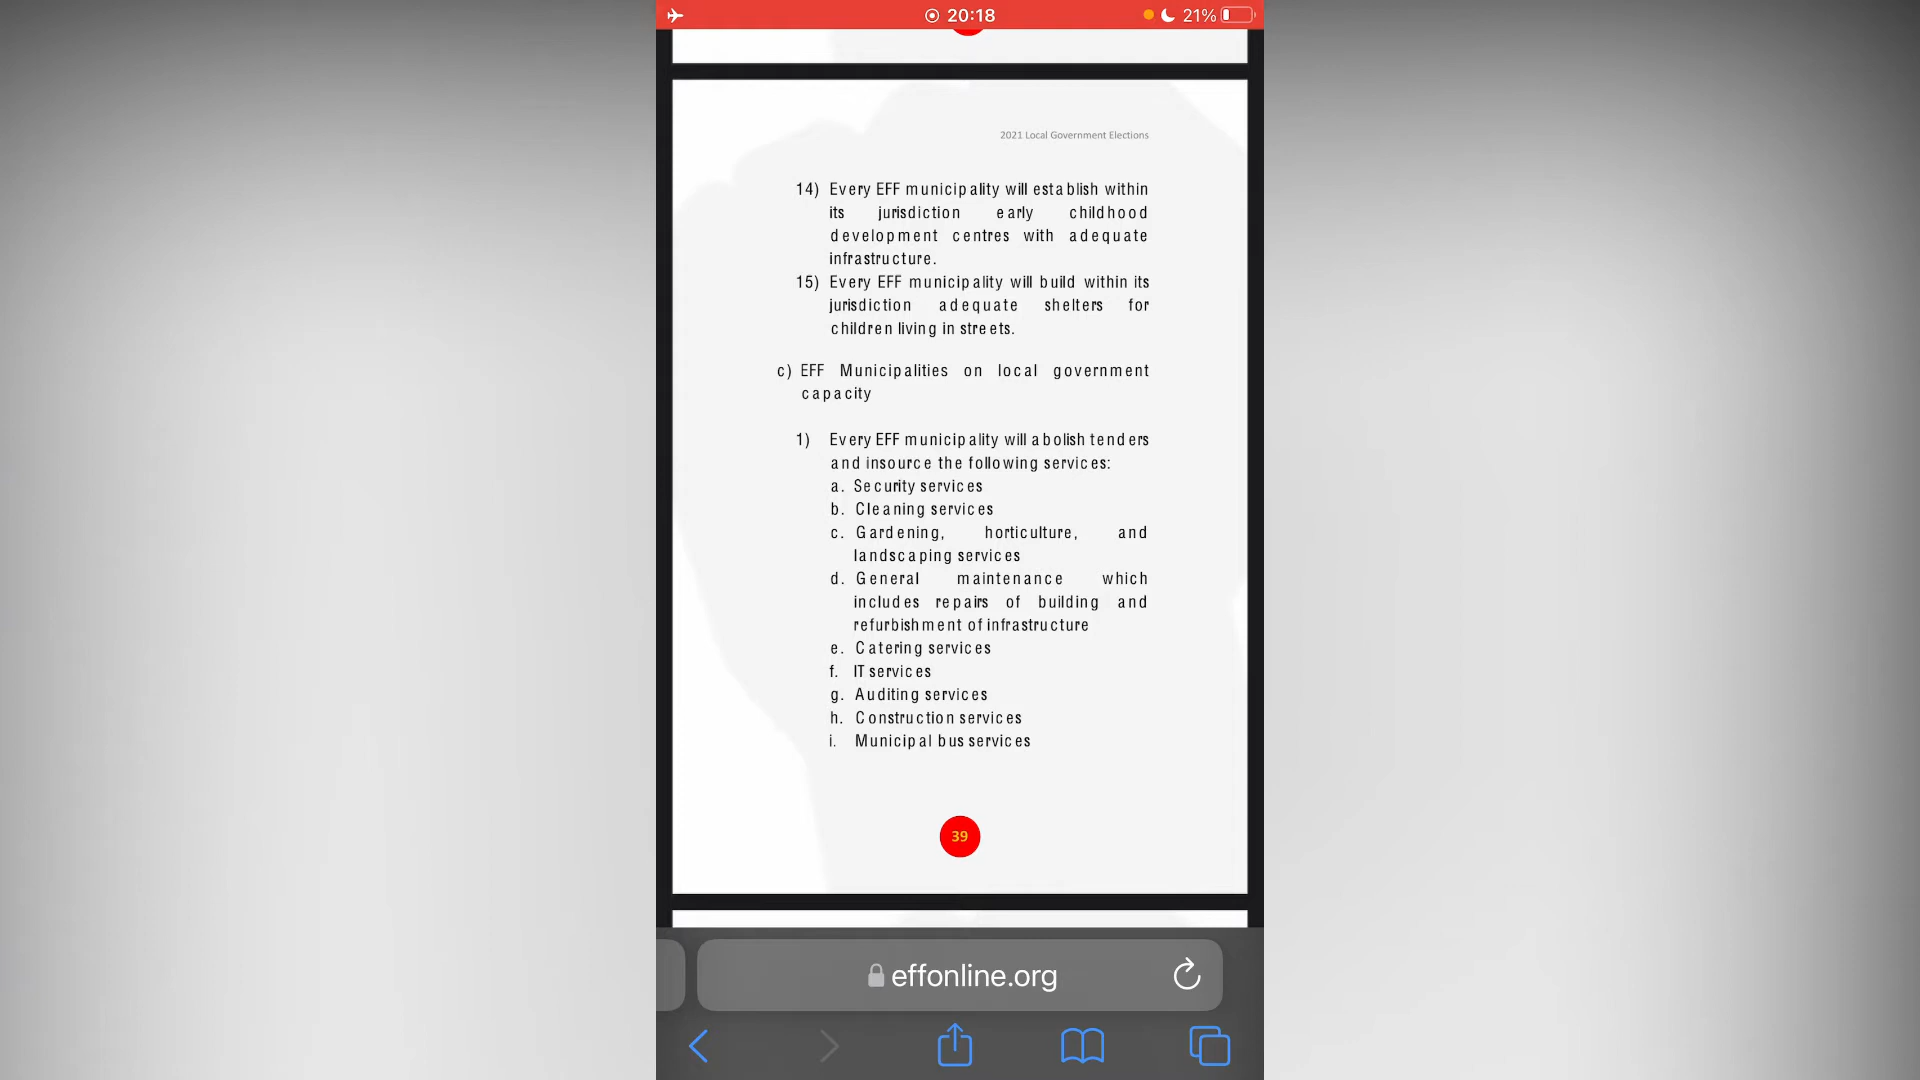 20:18
21%
2021 Local Government Elections
14) Every EFF municipality will establish within
its jurisdiction early childhood
development centres with adequate
infrastructure.
15) Every EFF municipality will build within its
jurisdiction adequate shelters for
children living in streets.
c) EFF Municipalities on local government
capacity
1) Every EFF municipality will abolish tenders
and insource the following services:
a. Security services
b. Cleaning services
c. Gardening, horticulture, and
landscaping services
d. General maintenance which
includes repairs of building and
refurbishment of infrastructure
e. Catering services
f. IT services
g. Auditing services
h. Construction services
i. Municipal bus services
39
effonline.org